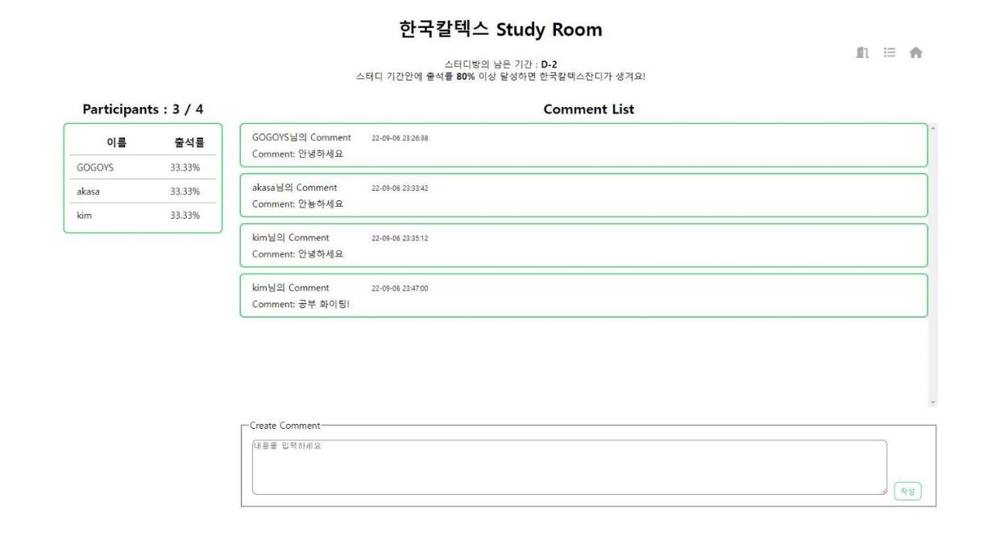 한국칼텍스 Study Room
스터디방의 남은 기간 : D-2
스터디 기간안에 출석률 80% 이상 달성하면 한국칼텍스잔디가 생겨요!
Participants : 3 / 4
이름 출석률
GOGOYS 33.33%
akasa 33.33%
kim 33.33%
Comment List
GOGOYS님의 Comment 22-09-06 23:26:38
Comment: 안녕하세요
akasa님의 Comment 22-09-06 23:33:42
Comment: 안뇽하세요
kim님의 Comment 22-09-06 23:35:12
Comment: 안녕하세요
kim님의 Comment 22-09-06 23:47:00
Comment: 공부 화이팅!
Create Comment
내용을 입력하세요
작성